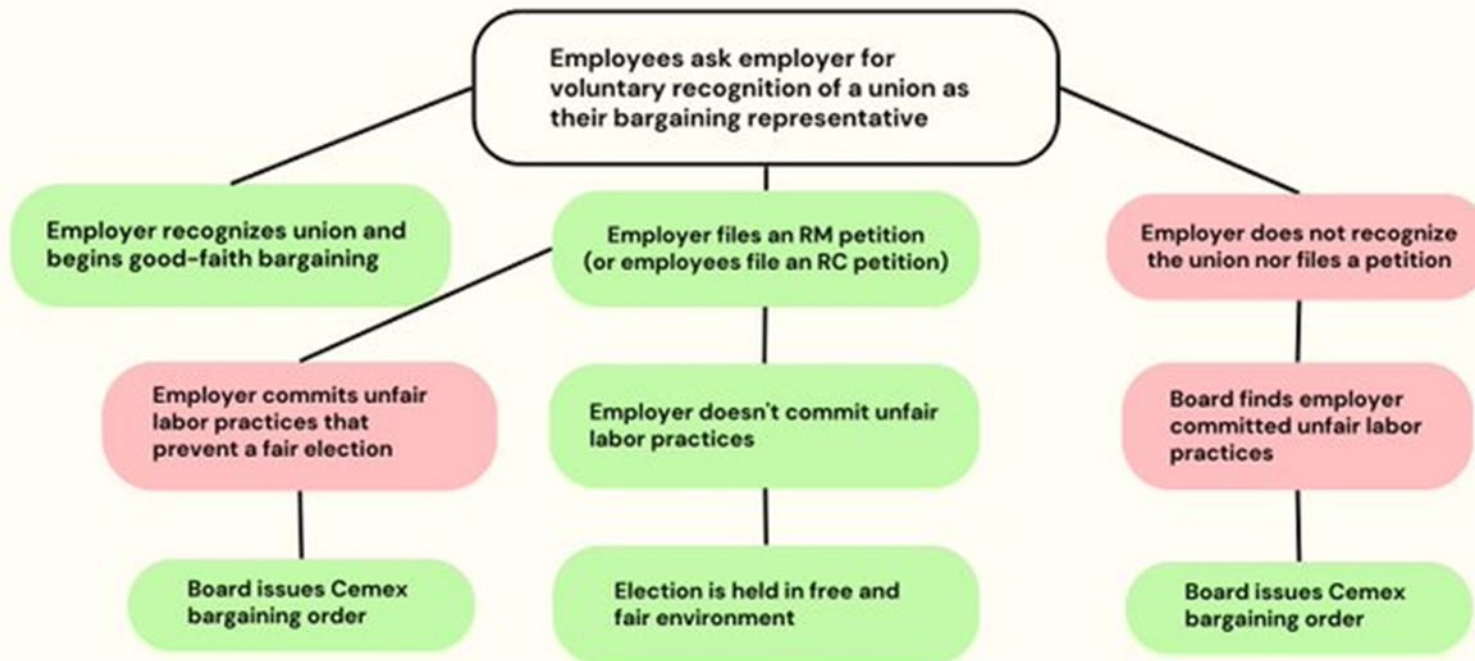 Employees ask employer for
voluntary recognition of a union as
their bargaining representative
Employer recognizes union and
begins good-faith bargaining
Employer files an RM petition
(or employees file an RC petition)
Employer does not recognize
the union nor files a petition
Employer commits unfair
labor practices that
prevent a fair election
Employer doesn't commit unfair
labor practices
Board finds employer
committed unfair labor
practices
Board issues Cemex
bargaining order
Election is held in free and
fair environment
Board issues Cemex
bargaining order